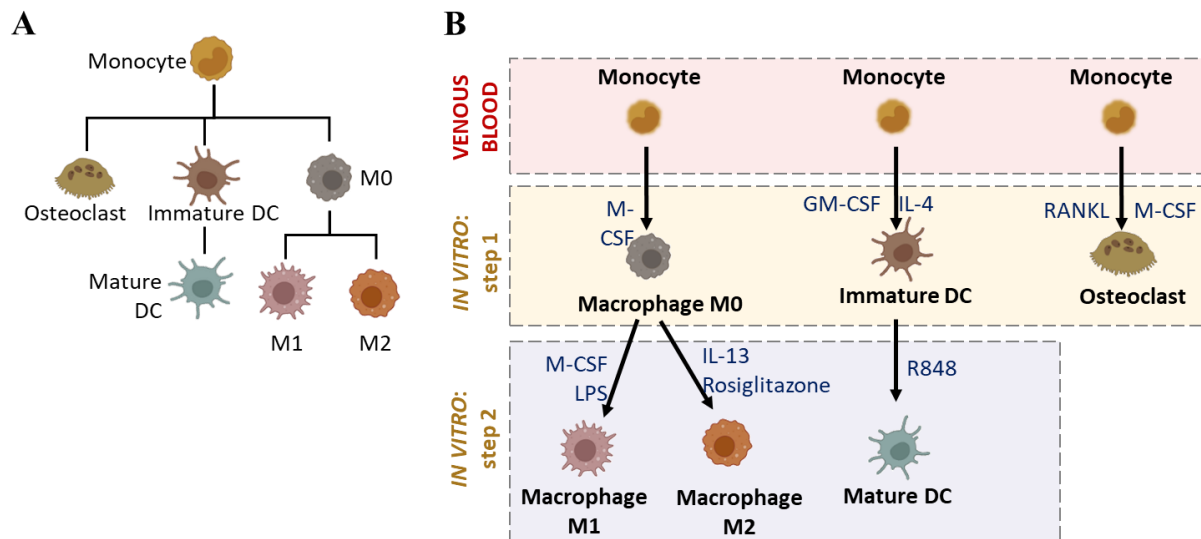 A
Monocyte
Osteoclast
Immature DC
M0
Mature
DC
M1
M2
B
VENOUS
BLOOD
Monocyte
Monocyte
Monocyte
IN VITRO:
step 1
M-
CSF
GM-CSF
IL-4
RANKL
M-CSF
Macrophage M0
Immature DC
Osteoclast
IN VITRO:
step 2
M-CSF
LPS
IL-13
Rosiglitazone
R848
Macrophage
M1
Macrophage
M2
Mature DC